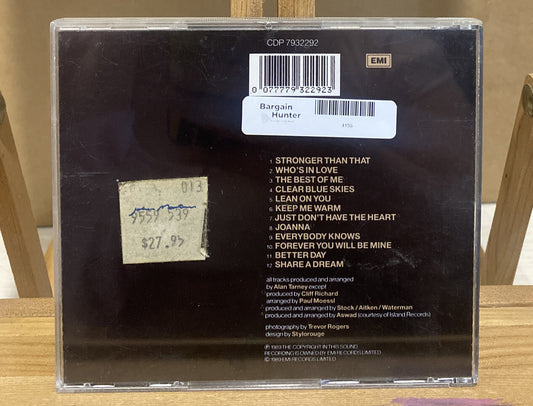 CDP 7932292
EMI
0 077779 322923
Bargain
Hunter
013
9559 539
$27.95
1 STRONGER THAN THAT
2 WHO'S IN LOVE
3 THE BEST OF ME
4 CLEAR BLUE SKIES
5 LEAN ON YOU
6 KEEP ME WARM
7 JUST DON'T HAVE THE HEART
8 JOANNA
9 EVERYBODY KNOWS
10 FOREVER YOU WILL BE MINE
11 BETTER DAY
12 SHARE A DREAM
all tracks produced and arranged
by Alan Tarney except
produced by Cliff Richard
arranged by Paul Moessl
produced and arranged by Stock / Aitken / Waterman
produced and arranged by Aswad (courtesy of Island Records)
photography by Trevor Rogers
design by Stylorouge
℗ 1989 THE COPYRIGHT IN THIS SOUND
RECORDING IS OWNED BY EMI RECORDS LIMITED
© 1989 EMI RECORDS LIMITED